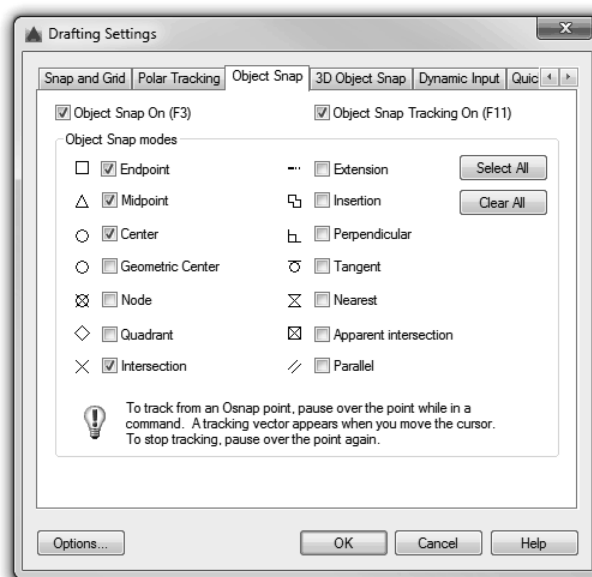 Drafting Settings
Snap and Grid Polar Tracking Object Snap 3D Object Snap Dynamic Input Quic
Object Snap On (F3) Object Snap Tracking On (F11)
Object Snap modes
Endpoint Extension Select All
Midpoint Insertion Clear All
Center Perpendicular
Geometric Center Tangent
Node Nearest
Quadrant Apparent intersection
Intersection Parallel
To track from an Osnap point, pause over the point while in a
command. A tracking vector appears when you move the cursor.
To stop tracking, pause over the point again.
Options... OK Cancel Help